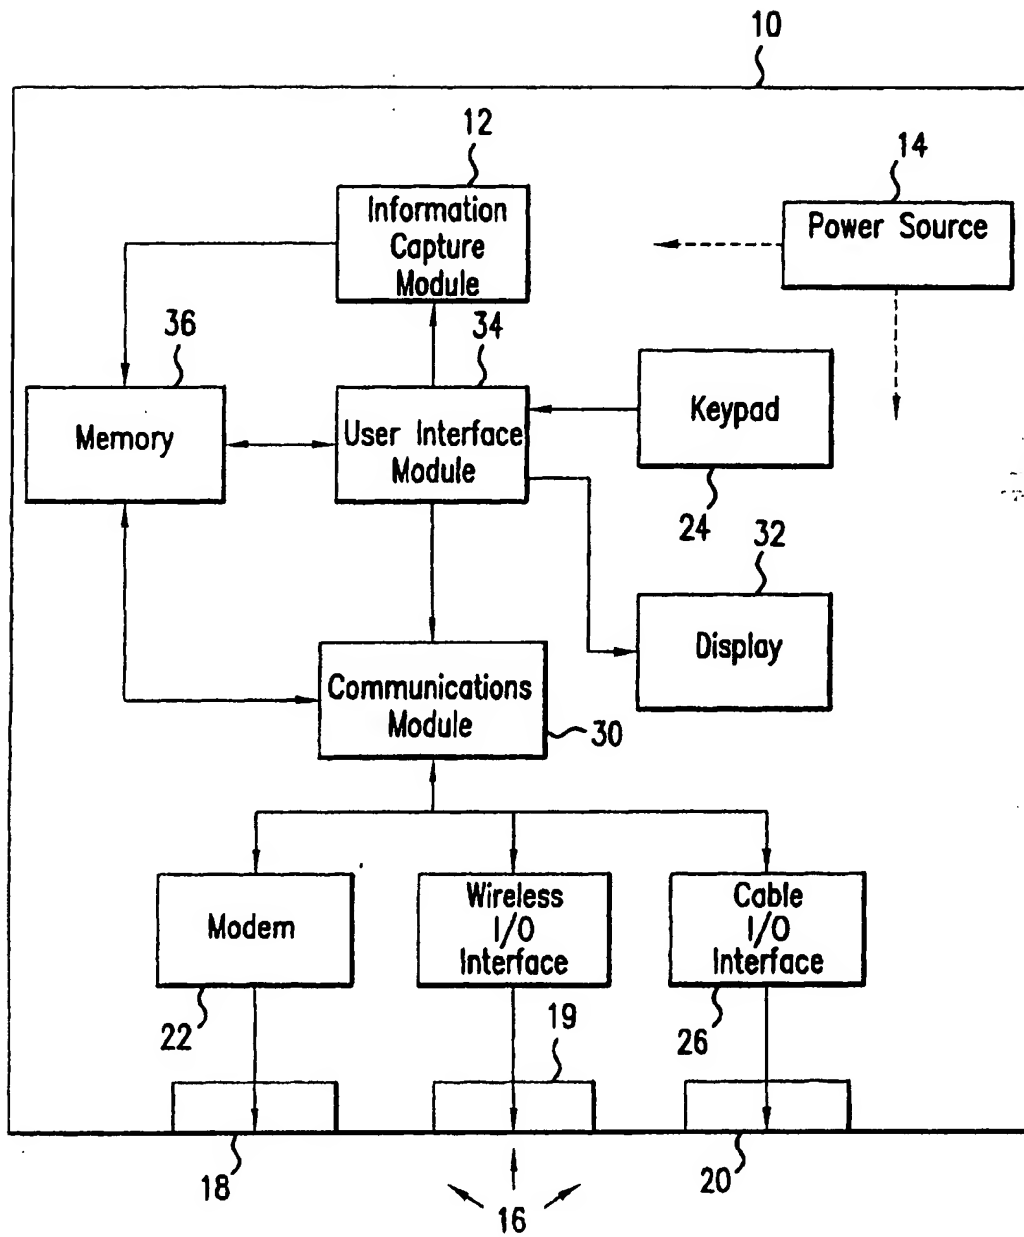 10
12
14
Information
Capture
Module
Power Source
36
34
Memory
User Interface
Module
Keypad
24
32
Display
Communications
Module
30
Modem
Wireless
I/O
Interface
Cable
I/O
Interface
22
19
26
18
20
16